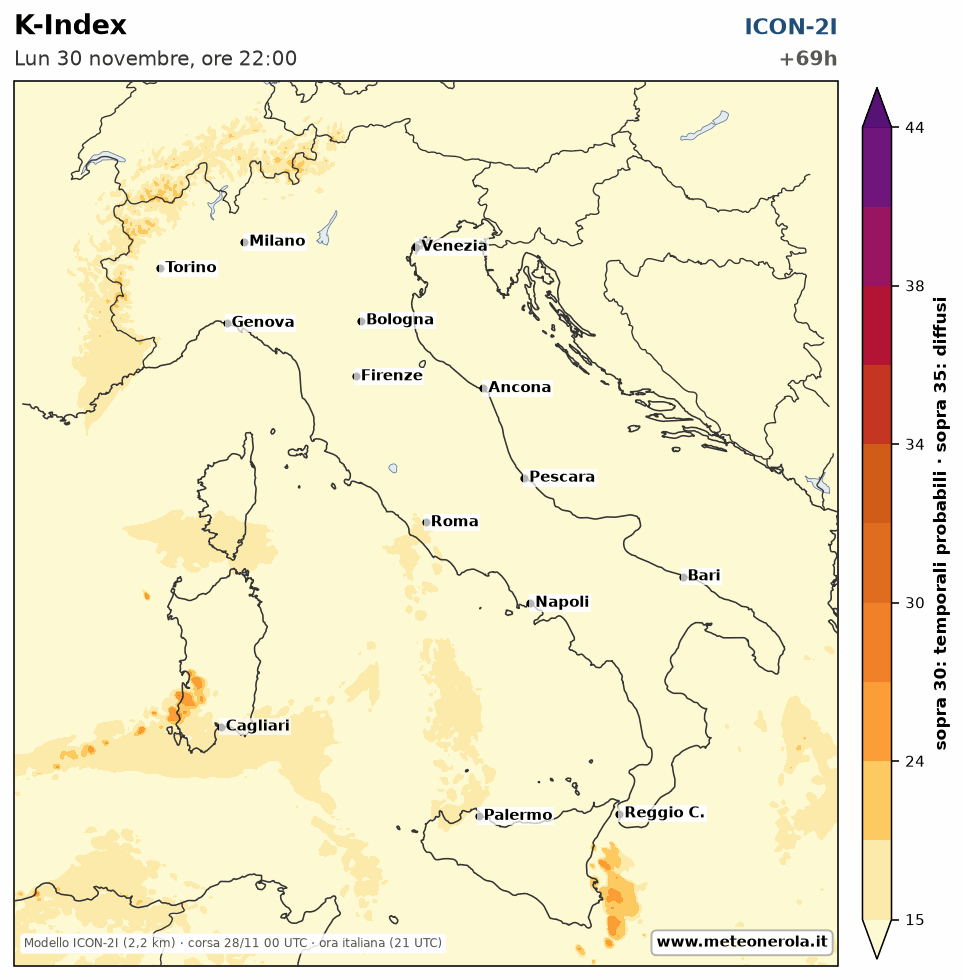 K-Index
ICON-2I
Lun 30 novembre, ore 22:00
+69h
44
38
34
30
24
15
sopra 30: temporali probabili · sopra 35: diffusi
Milano
Venezia
Torino
Genova
Bologna
Firenze
Ancona
Pescara
Roma
Bari
Napoli
Cagliari
Palermo
Reggio C.
Modello ICON-2I (2,2 km) · corsa 28/11 00 UTC · ora italiana (21 UTC)
www.meteonerola.it